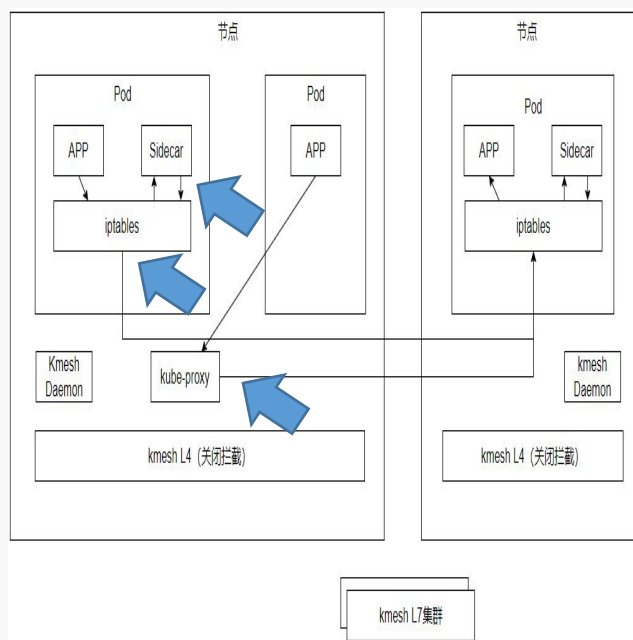 节点
节点
Pod
Pod
Pod
APP
Sidecar
APP
APP
Sidecar
iptables
iptables
Kmesh
Daemon
kube-proxy
kmesh
Daemon
kmesh L4（关闭拦截）
kmesh L4（关闭拦截）
kmesh L7集群